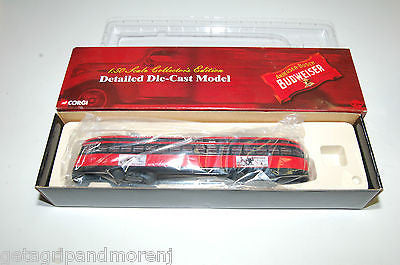 1:50 Scale Collector's Edition
Detailed Die-Cast Model
ANHEUSER-BUSCH
BUDWEISER
CORGI
getagripandmorenj